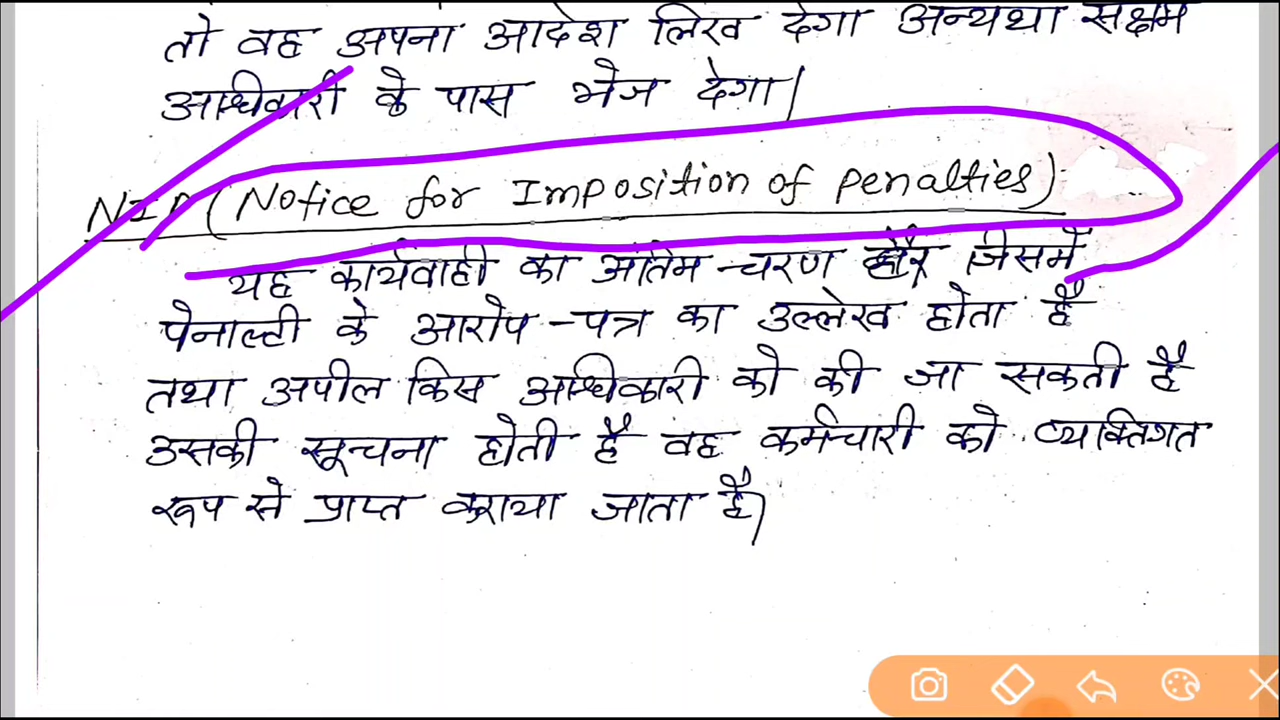 तो वह अपना आदेश लिख देगा अन्यथा सक्षम
अधिकारी के पास भेज देगा।
NIP (Notice for Imposition of Penalties) :-
यह कार्यवाही का अंतिम चरण है जिसमें
पेनाल्टी के आरोप-पत्र का उल्लेख होता है
तथा अपील किस अधिकारी को की जा सकती है
उसकी सूचना होती है वह कर्मचारी को व्यक्तिगत
रूप से प्राप्त कराया जाता है।